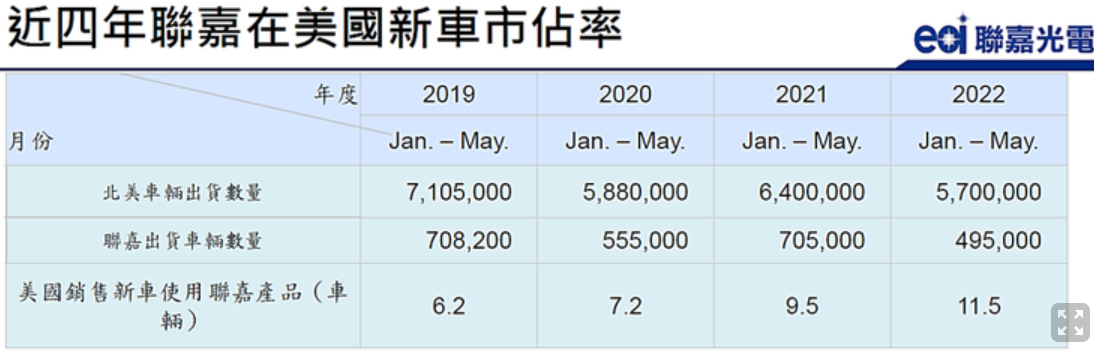 近四年聯嘉在美國新車市佔率
eoi 聯嘉光電
年度 2019 2020 2021 2022
月份 Jan. – May. Jan. – May. Jan. – May. Jan. – May.
北美車輛出貨數量 7,105,000 5,880,000 6,400,000 5,700,000
聯嘉出貨車輛數量 708,200 555,000 705,000 495,000
美國銷售新車使用聯嘉產品（車
輛） 6.2 7.2 9.5 11.5